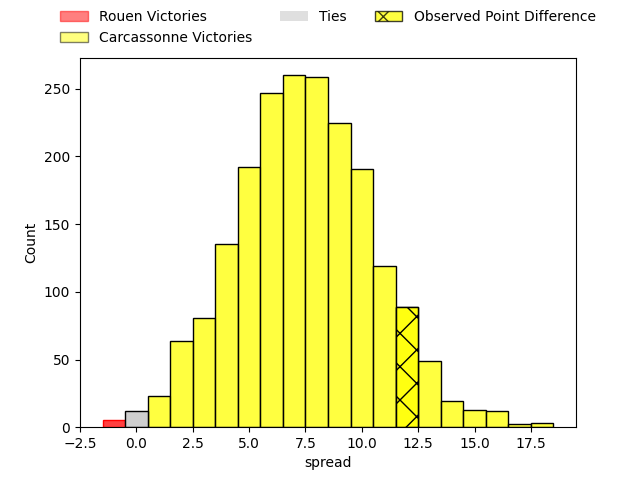 Rouen Victories
Carcassonne Victories
Ties
Observed Point Difference
Count
250
200
150
100
50
0
−2.5 0.0 2.5 5.0 7.5 10.0 12.5 15.0 17.5
spread